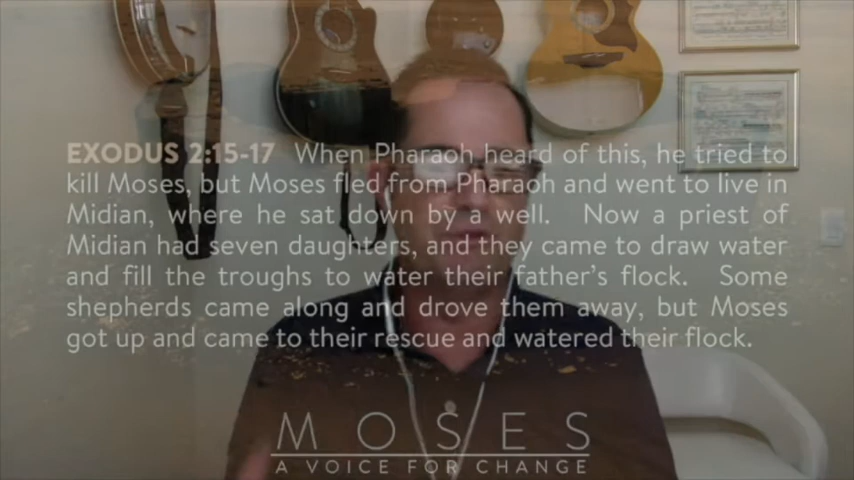 EXODUS 2:15-17 When Pharaoh heard of this, he tried to
kill Moses, but Moses fled from Pharaoh and went to live in
Midian, where he sat down by a well. Now a priest of
Midian had seven daughters, and they came to draw water
and fill the troughs to water their father's flock. Some
shepherds came along and drove them away, but Moses
got up and came to their rescue and watered their flock.
MOSES
A VOICE FOR CHANGE